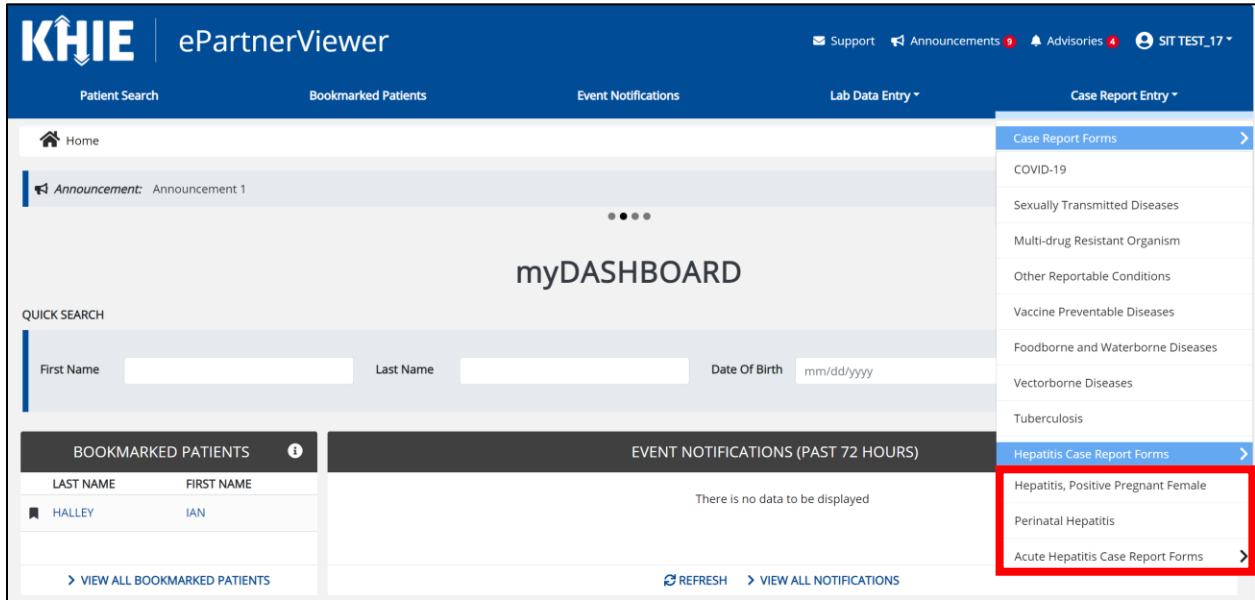 KHIE ePartnerViewer
Support Announcements 9 Advisories 4 SIT TEST_17
Patient Search Bookmarked Patients Event Notifications Lab Data Entry Case Report Entry
Home
Announcement: Announcement 1
myDASHBOARD
QUICK SEARCH
First Name Last Name Date Of Birth mm/dd/yyyy
BOOKMARKED PATIENTS
LAST NAME FIRST NAME
HALLEY IAN
VIEW ALL BOOKMARKED PATIENTS
EVENT NOTIFICATIONS (PAST 72 HOURS)
There is no data to be displayed
REFRESH VIEW ALL NOTIFICATIONS
Case Report Forms
COVID-19
Sexually Transmitted Diseases
Multi-drug Resistant Organism
Other Reportable Conditions
Vaccine Preventable Diseases
Foodborne and Waterborne Diseases
Vectorborne Diseases
Tuberculosis
Hepatitis Case Report Forms
Hepatitis, Positive Pregnant Female
Perinatal Hepatitis
Acute Hepatitis Case Report Forms